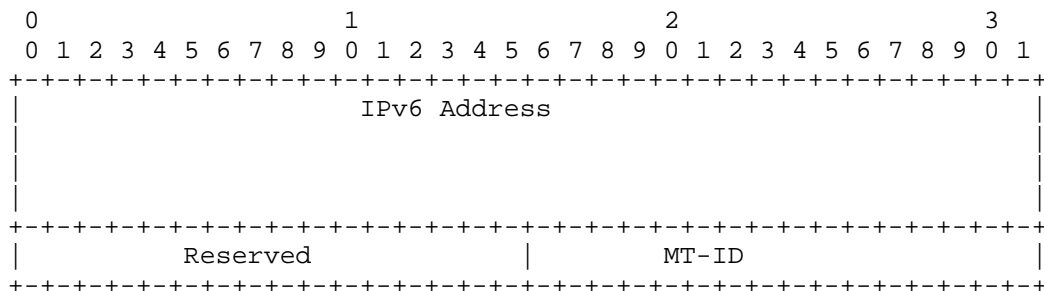 0                   1                   2                   3
 0 1 2 3 4 5 6 7 8 9 0 1 2 3 4 5 6 7 8 9 0 1 2 3 4 5 6 7 8 9 0 1
+-+-+-+-+-+-+-+-+-+-+-+-+-+-+-+-+-+-+-+-+-+-+-+-+-+-+-+-+-+-+-+-+
|                     IPv6 Address                              |
|                                                               |
|                                                               |
|                                                               |
+-+-+-+-+-+-+-+-+-+-+-+-+-+-+-+-+-+-+-+-+-+-+-+-+-+-+-+-+-+-+-+-+
|          Reserved             |        MT-ID                  |
+-+-+-+-+-+-+-+-+-+-+-+-+-+-+-+-+-+-+-+-+-+-+-+-+-+-+-+-+-+-+-+-+